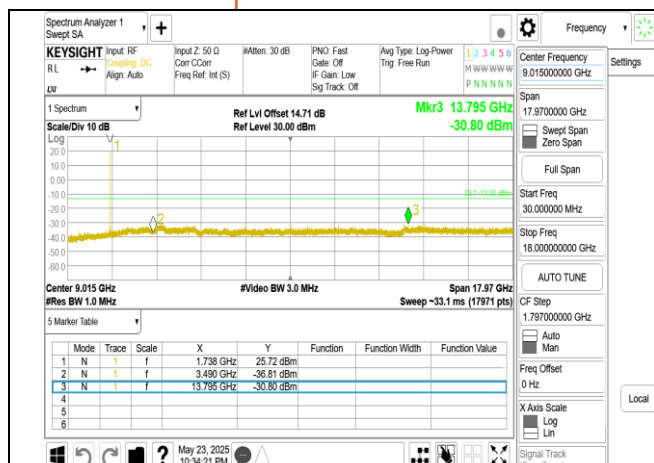 Spectrum Analyzer 1
Swept SA
+
Frequency
KEYSIGHT Input: RF Input Z: 50 Ω #Atten: 30 dB PNO: Fast Avg Type: Log-Power 1 2 3 4 5 6
RL Coupling: DC Corr CCorr Gate: Off Trig: Free Run M W W W W W
Align: Auto Freq Ref: Int (S) IF Gain: Low P N N N N N
Sig Track: Off
LXI
Center Frequency
9.015000000 GHz
Settings
Span
17.9700000 GHz
Swept Span
Zero Span
Full Span
Start Freq
30.000000 MHz
Stop Freq
18.000000000 GHz
AUTO TUNE
CF Step
1.797000000 GHz
Auto
Man
Freq Offset
0 Hz
X Axis Scale
Log
Lin
Local
Signal Track
1 Spectrum
Ref Lvl Offset 14.71 dB Mkr3 13.795 GHz
Scale/Div 10 dB Ref Level 30.00 dBm -30.80 dBm
Log
1
20.0
10.0
0.00
-10.0
DL1 -13.00 dBm
-20.0
3
2
-30.0
-40.0
-50.0
-60.0
Center 9.015 GHz #Video BW 3.0 MHz Span 17.97 GHz
#Res BW 1.0 MHz Sweep ~33.1 ms (17971 pts)
5 Marker Table
Mode Trace Scale X Y Function Function Width Function Value
1 N 1 f 1.738 GHz 25.72 dBm
2 N 1 f 3.490 GHz -36.81 dBm
3 N 1 f 13.795 GHz -30.80 dBm
4
5
6
? May 23, 2025
10:34:21 PM